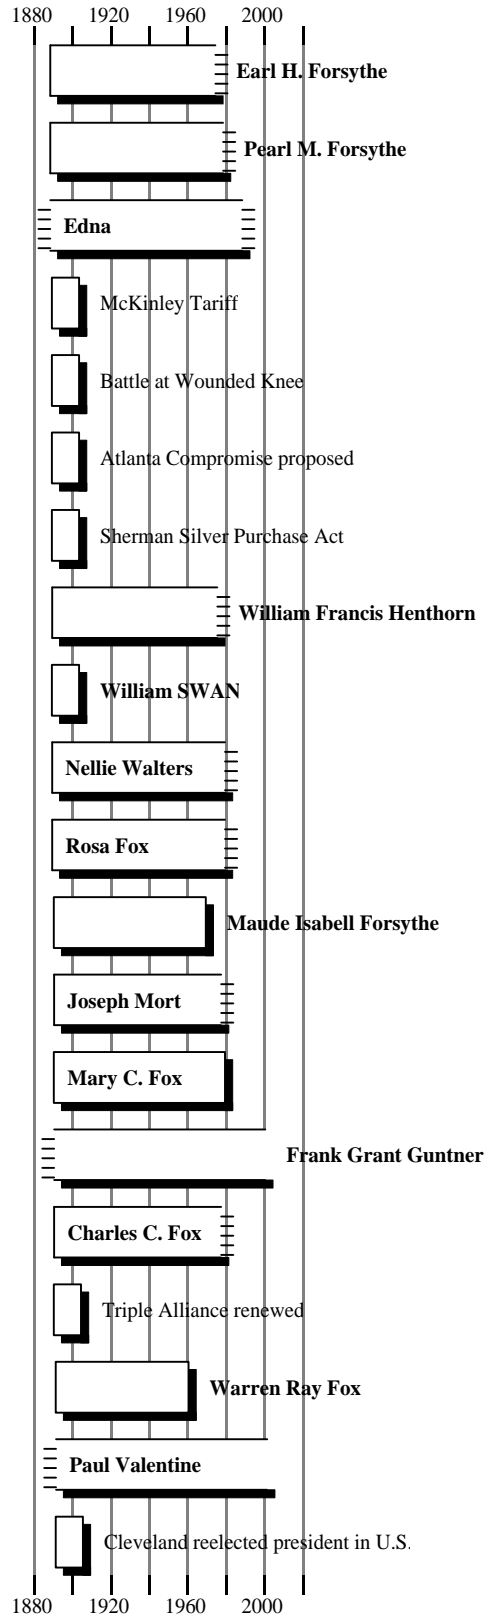 1880 1920 1960 2000
Earl H. Forsythe
Pearl M. Forsythe
Edna
McKinley Tariff
Battle at Wounded Knee
Atlanta Compromise proposed
Sherman Silver Purchase Act
William Francis Henthorn
William SWAN
Nellie Walters
Rosa Fox
Maude Isabell Forsythe
Joseph Mort
Mary C. Fox
Frank Grant Guntner
Charles C. Fox
Triple Alliance renewed
Warren Ray Fox
Paul Valentine
Cleveland reelected president in U.S.
1880 1920 1960 2000